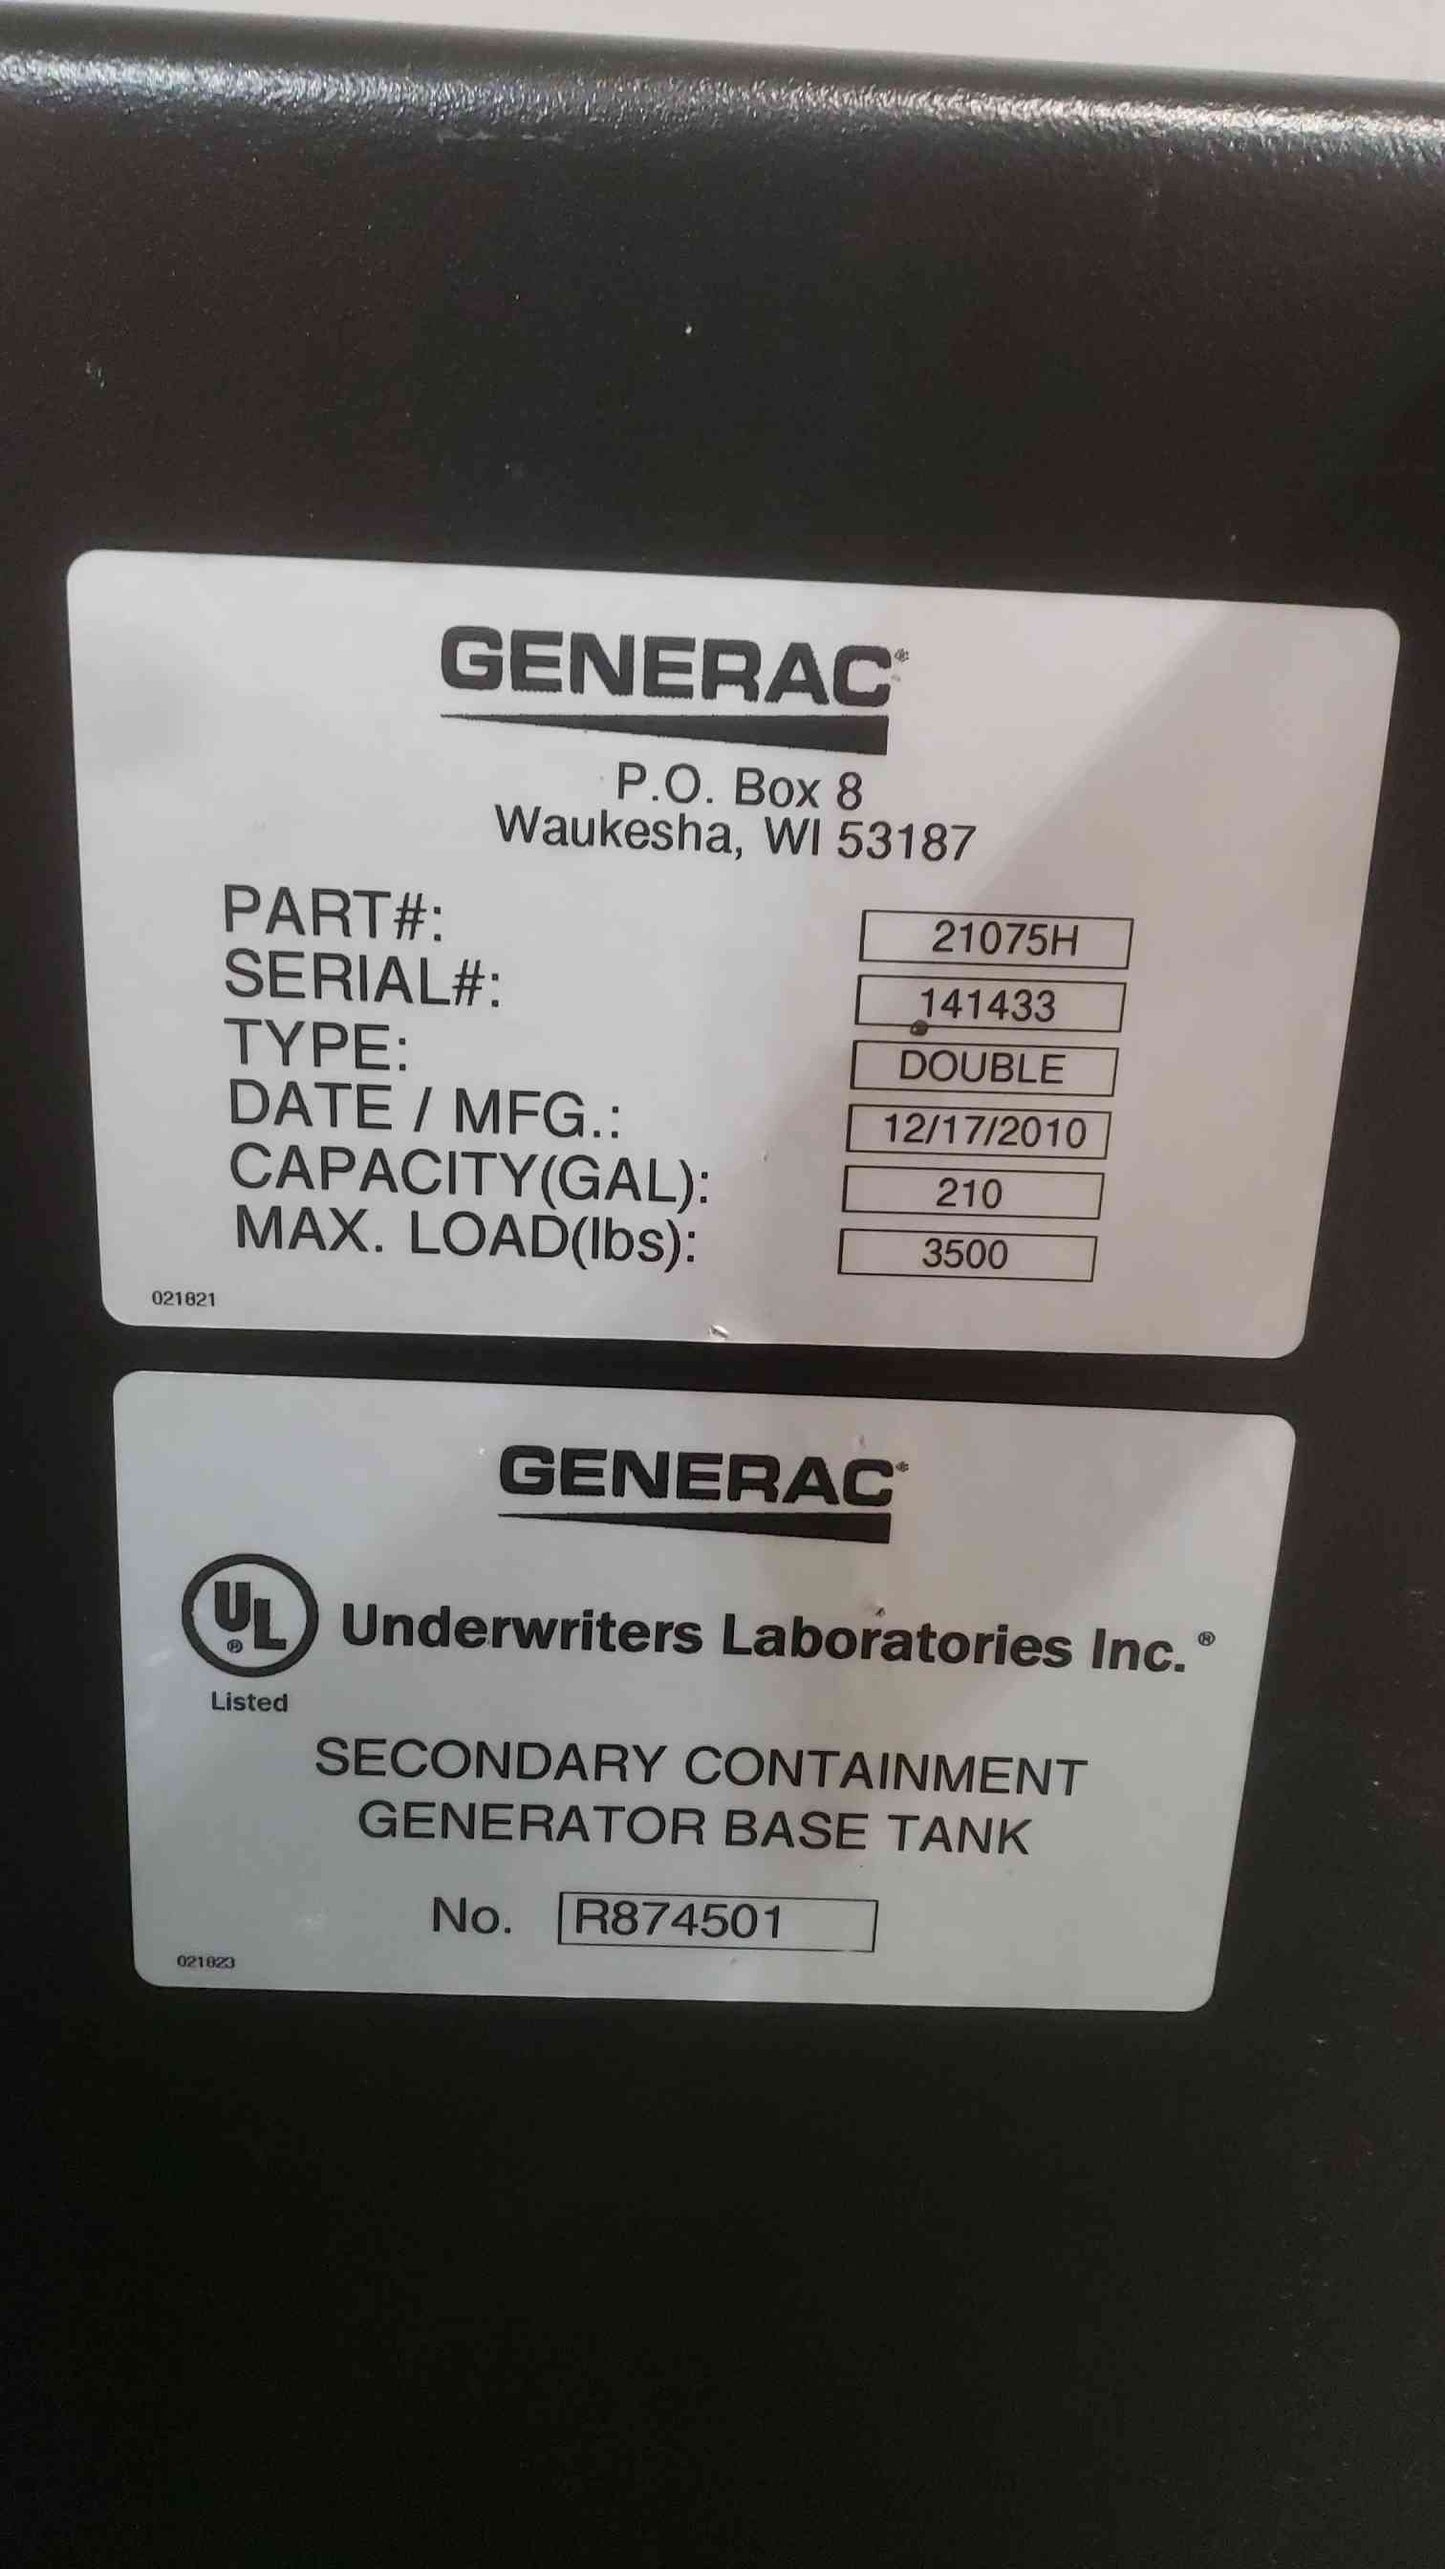 GENERAC®
P.O. Box 8
Waukesha, WI 53187
PART#: 21075H
SERIAL#: 141433
TYPE: DOUBLE
DATE / MFG.: 12/17/2010
CAPACITY(GAL): 210
MAX. LOAD(lbs): 3500
021821
GENERAC®
UL® Underwriters Laboratories Inc.®
Listed
SECONDARY CONTAINMENT
GENERATOR BASE TANK
No. R874501
021823